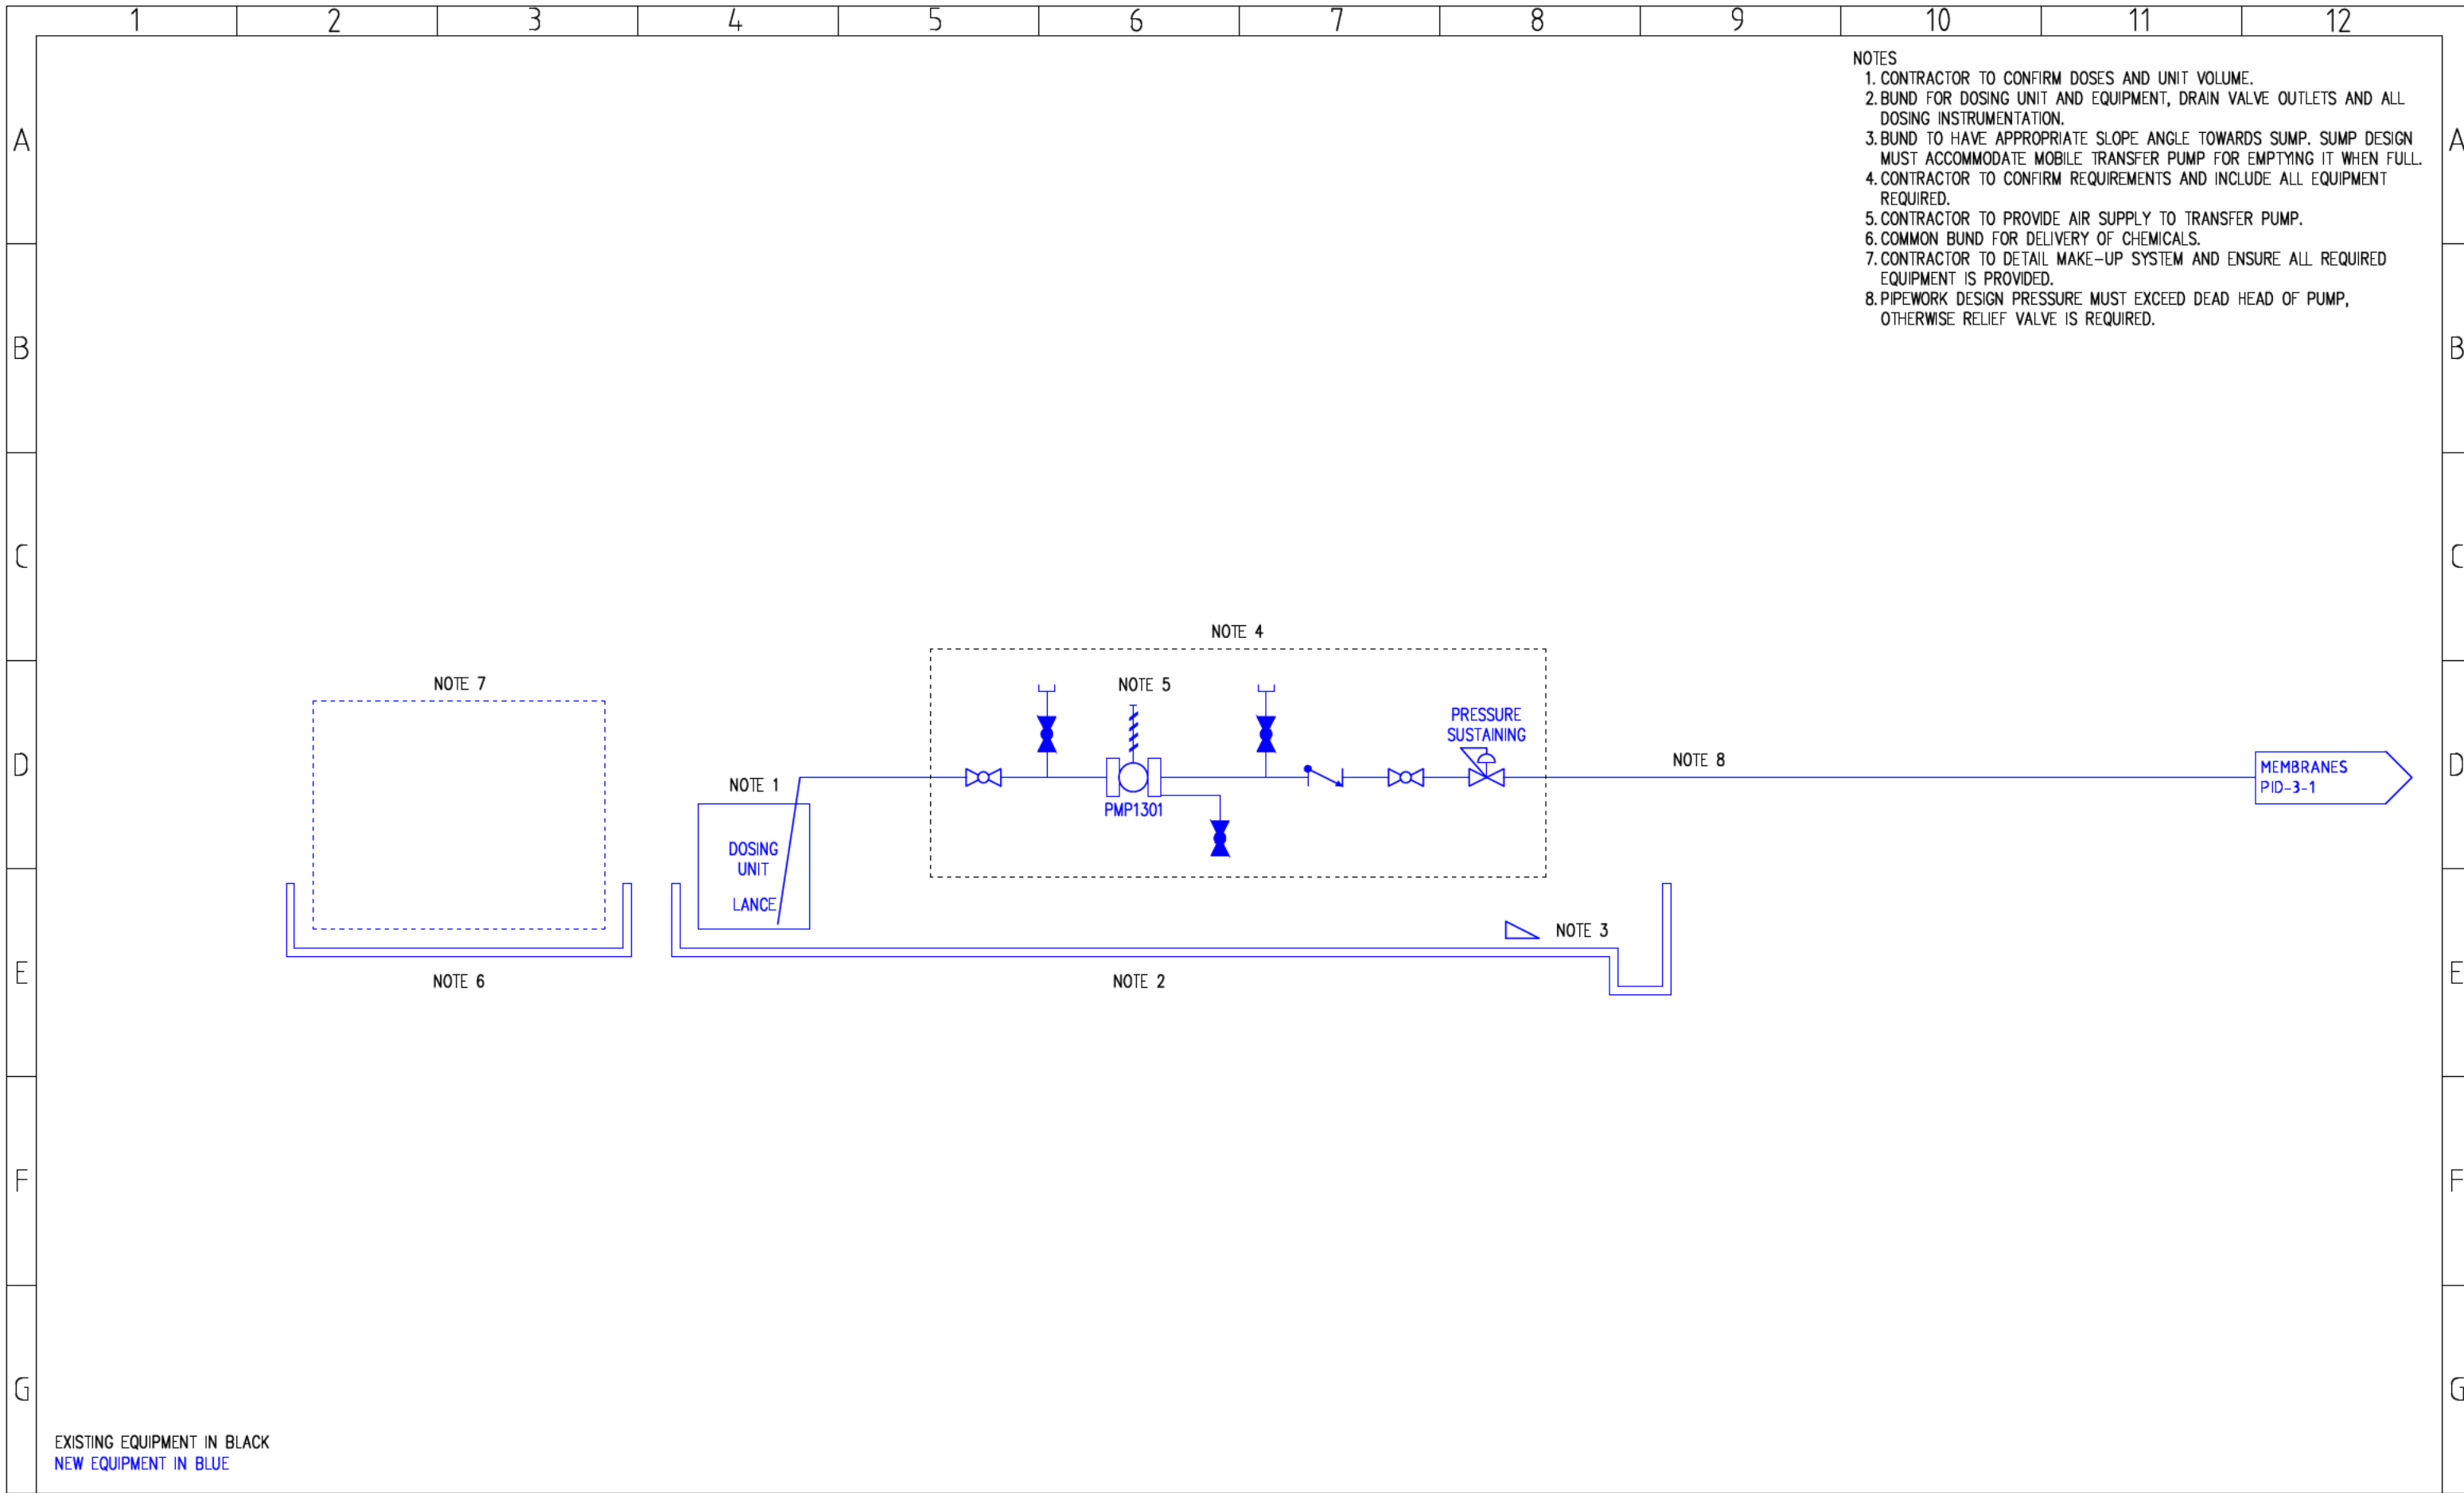 1 2 3 4 5 6 7 8 9 10 11 12
NOTES
1. CONTRACTOR TO CONFIRM DOSES AND UNIT VOLUME.
2. BUND FOR DOSING UNIT AND EQUIPMENT, DRAIN VALVE OUTLETS AND ALL
DOSING INSTRUMENTATION.
3. BUND TO HAVE APPROPRIATE SLOPE ANGLE TOWARDS SUMP. SUMP DESIGN
MUST ACCOMMODATE MOBILE TRANSFER PUMP FOR EMPTYING IT WHEN FULL.
4. CONTRACTOR TO CONFIRM REQUIREMENTS AND INCLUDE ALL EQUIPMENT
REQUIRED.
5. CONTRACTOR TO PROVIDE AIR SUPPLY TO TRANSFER PUMP.
6. COMMON BUND FOR DELIVERY OF CHEMICALS.
7. CONTRACTOR TO DETAIL MAKE-UP SYSTEM AND ENSURE ALL REQUIRED
EQUIPMENT IS PROVIDED.
8. PIPEWORK DESIGN PRESSURE MUST EXCEED DEAD HEAD OF PUMP,
OTHERWISE RELIEF VALVE IS REQUIRED.
A A
B B
C C
NOTE 4
NOTE 7
NOTE 5
PRESSURE
SUSTAINING
D D
NOTE 8
MEMBRANES
PID-3-1
NOTE 1
PMP1301
DOSING
UNIT
LANCE
NOTE 3
E E
NOTE 6
NOTE 2
F F
G G
EXISTING EQUIPMENT IN BLACK
NEW EQUIPMENT IN BLUE